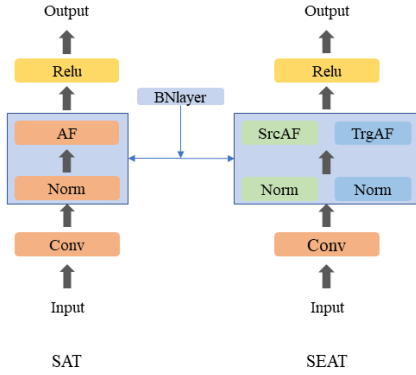 Output
Output
Relu
Relu
BNlayer
AF
SrcAF
TrgAF
Norm
Norm
Norm
Conv
Conv
Input
Input
SAT
SEAT